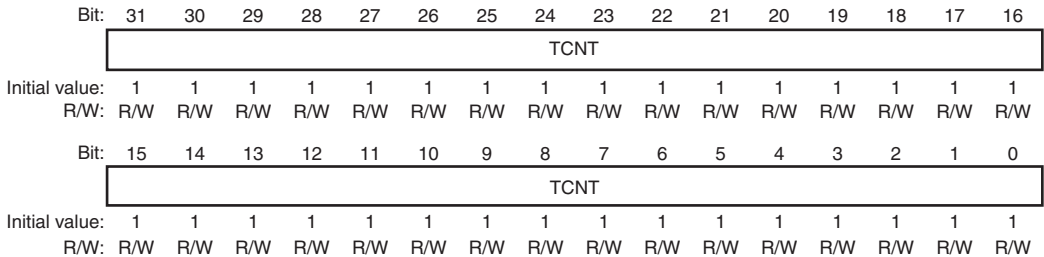 Bit: 31 30 29 28 27 26 25 24 23 22 21 20 19 18 17 16
TCNT
Initial value: 1 1 1 1 1 1 1 1 1 1 1 1 1 1 1 1
R/W: R/W R/W R/W R/W R/W R/W R/W R/W R/W R/W R/W R/W R/W R/W R/W R/W
Bit: 15 14 13 12 11 10 9 8 7 6 5 4 3 2 1 0
TCNT
Initial value: 1 1 1 1 1 1 1 1 1 1 1 1 1 1 1 1
R/W: R/W R/W R/W R/W R/W R/W R/W R/W R/W R/W R/W R/W R/W R/W R/W R/W